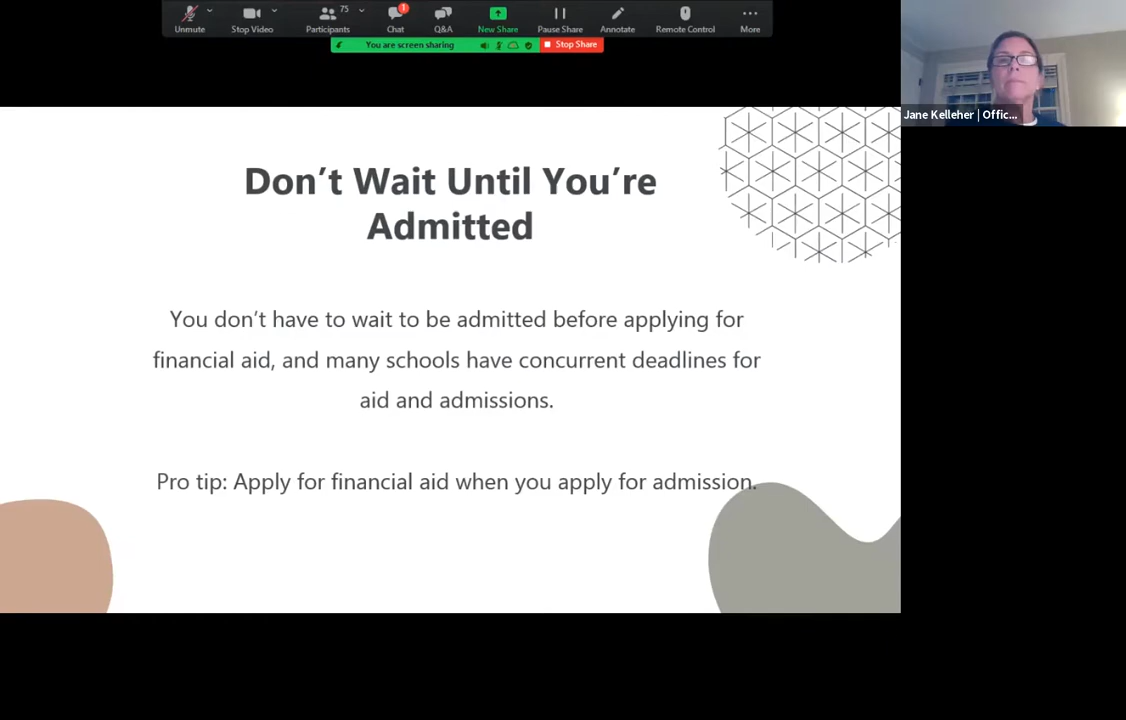 75
1
Unmute
Stop Video
Participants
Chat
Q&A
New Share
Pause Share
Annotate
Remote Control
More
You are screen sharing
Stop Share
Jane Kelleher | Offic...
Don't Wait Until You're
Admitted
You don't have to wait to be admitted before applying for
financial aid, and many schools have concurrent deadlines for
aid and admissions.
Pro tip: Apply for financial aid when you apply for admission.